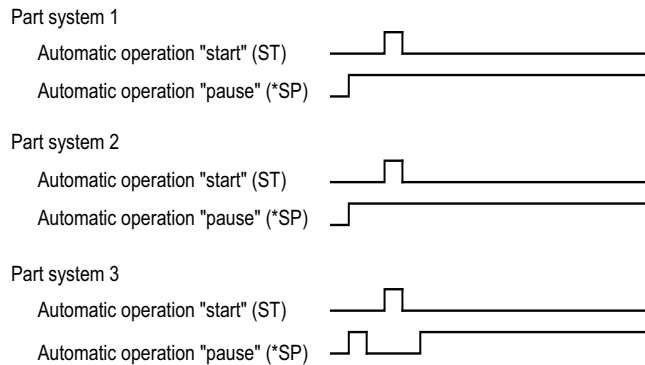 Part system 1
Automatic operation "start" (ST)
Automatic operation "pause" (*SP)
Part system 2
Automatic operation "start" (ST)
Automatic operation "pause" (*SP)
Part system 3
Automatic operation "start" (ST)
Automatic operation "pause" (*SP)